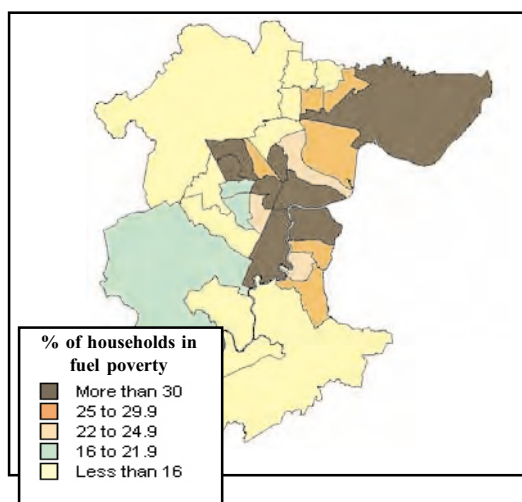 % of households in
fuel poverty
More than 30
25 to 29.9
22 to 24.9
16 to 21.9
Less than 16